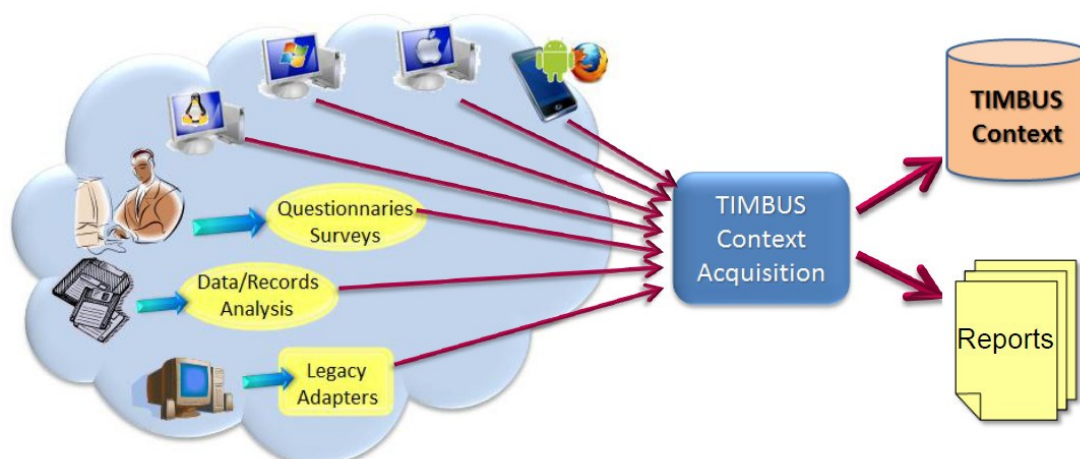 Questionnaries
Surveys
Data/Records
Analysis
Legacy
Adapters
TIMBUS
Context
Acquisition
TIMBUS
Context
Reports